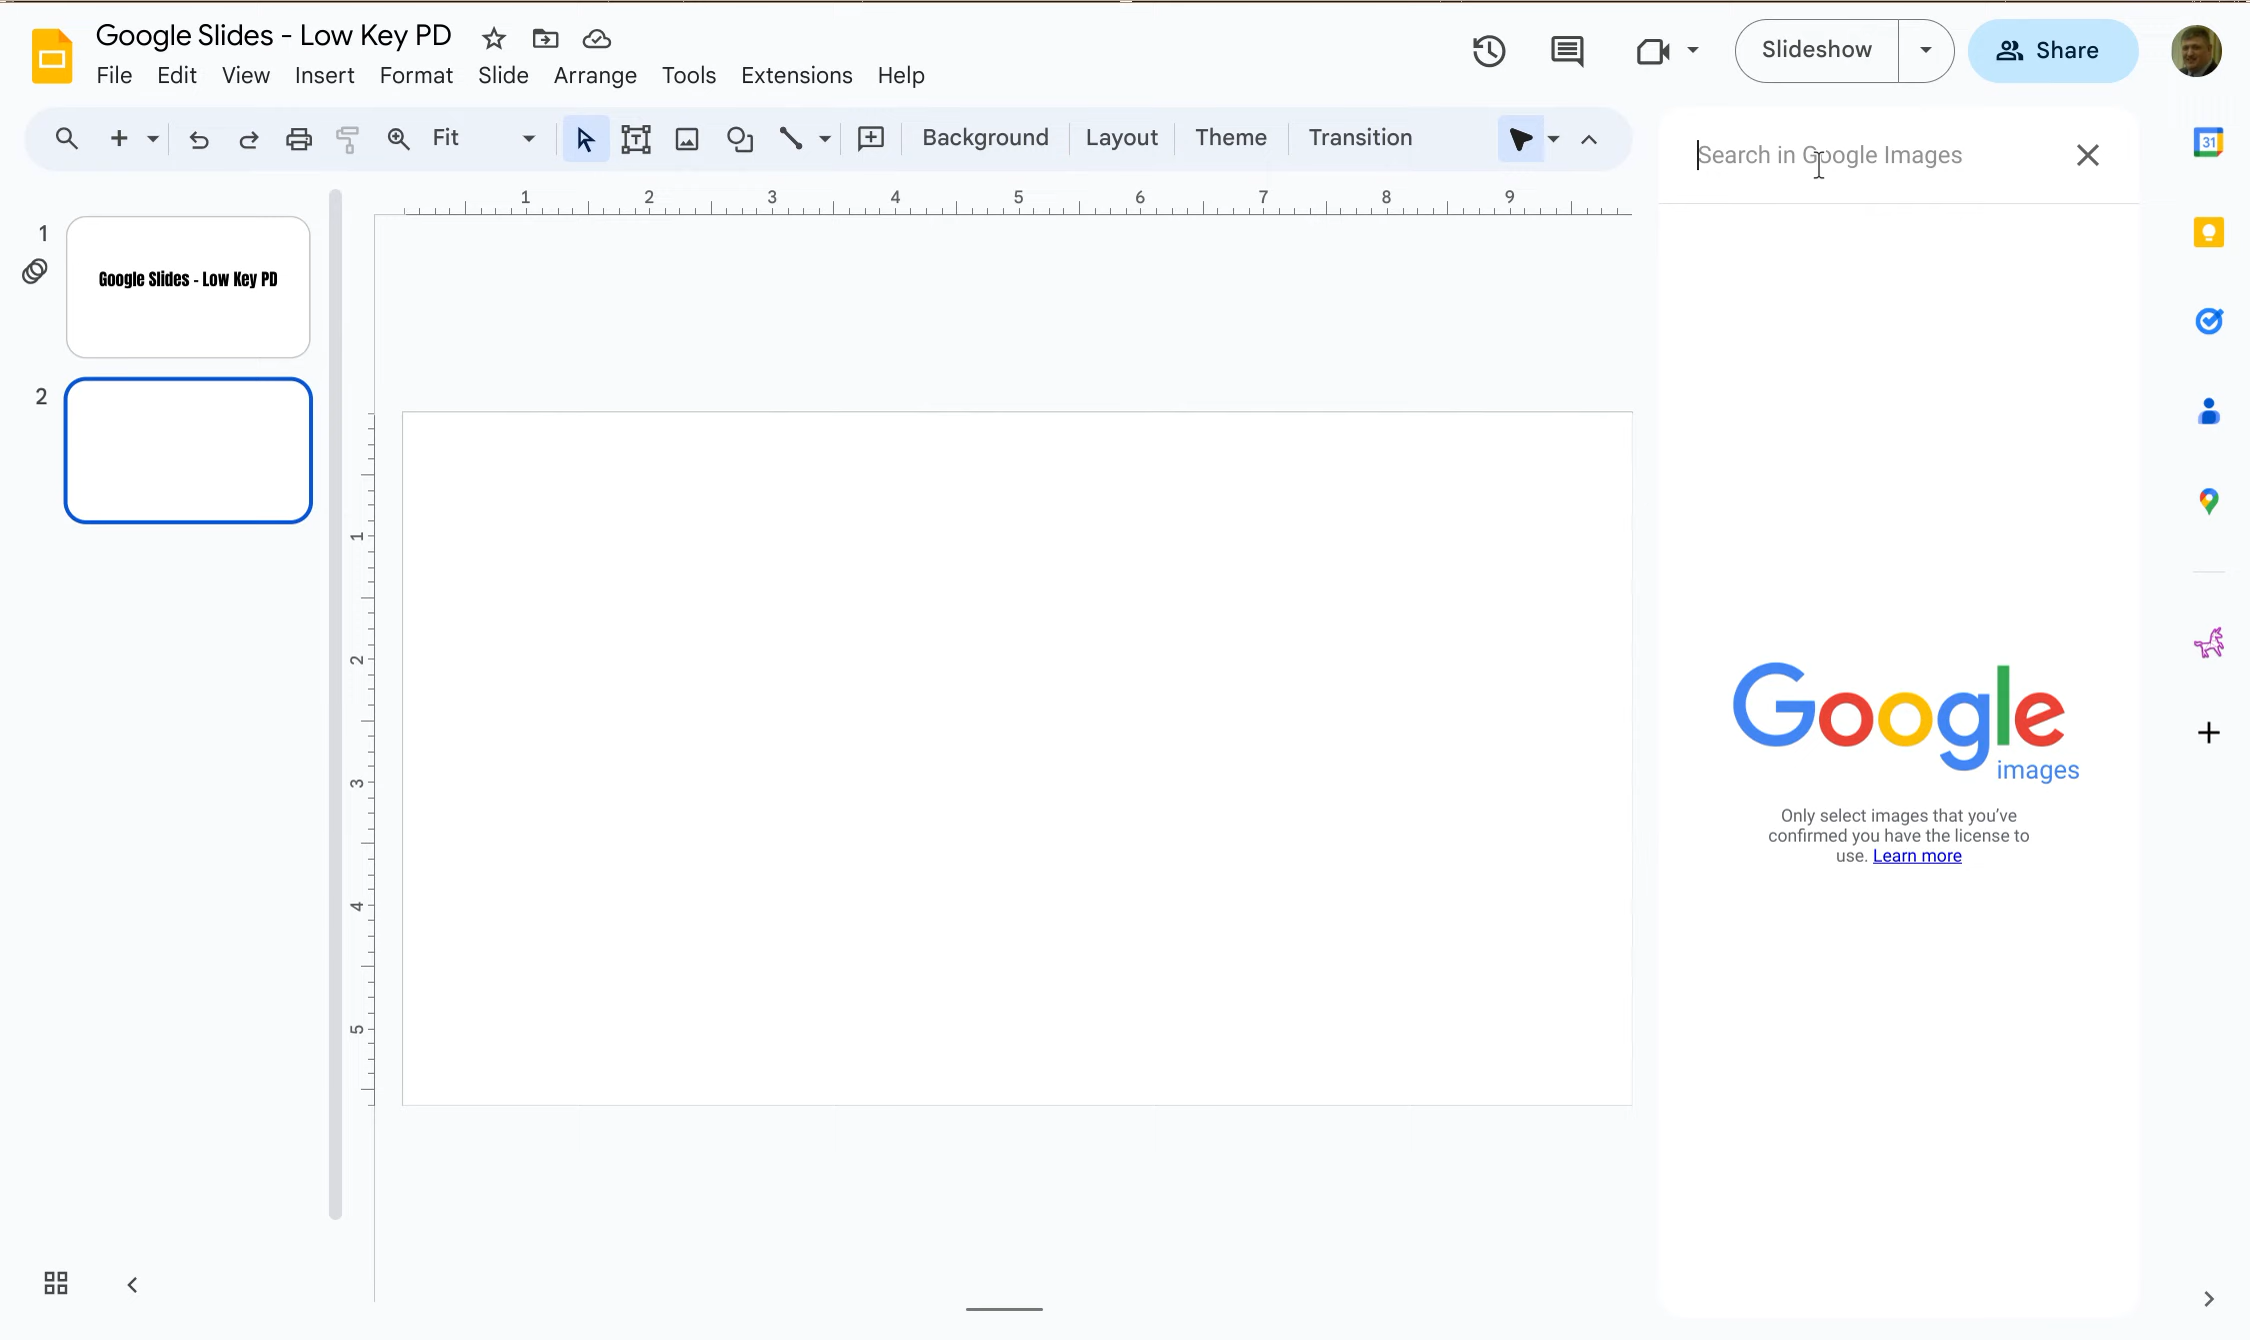 Google Slides - Low Key PD
File Edit View Insert Format Slide Arrange Tools Extensions Help
Slideshow
Share
Fit
Background Layout Theme Transition
Search in Google Images
31
1 2 3 4 5 6 7 8 9
1
Google Slides - Low Key PD
2
1
2
3
4
5
Google
images
Only select images that you've
confirmed you have the license to
use. Learn more